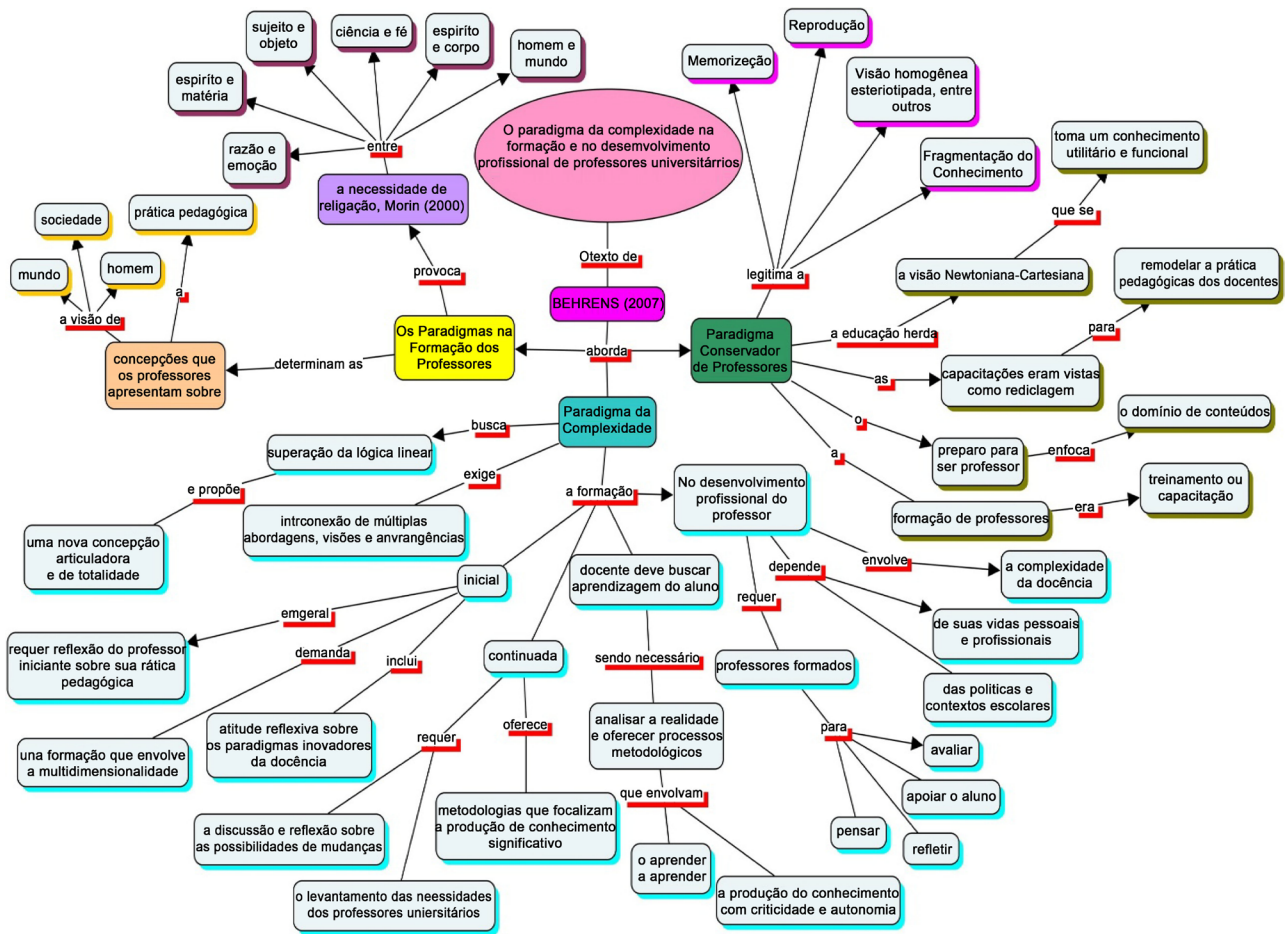 O paradigma da complexidade na
formação e no desemvolvimento
profissional de professores universitárrios
Otexto de
BEHRENS (2007)
aborda
Os Paradigmas na
Formação dos
Professores
provoca
a necessidade de
religação, Morin (2000)
entre
razão e
emoção
espiríto e
matéria
sujeito e
objeto
ciência e fé
espiríto
e corpo
homem e
mundo
determinam as
concepções que
os professores
apresentam sobre
a visão de
mundo
sociedade
homem
a
prática pedagógica
Paradigma
Conservador
de Professores
legitima a
Memorizeção
Reprodução
Visão homogênea
esteriotipada, entre
outros
Fragmentação do
Conhecimento
a educação herda
a visão Newtoniana-Cartesiana
que se
toma um conhecimento
utilitário e funcional
as
capacitações eram vistas
como rediclagem
para
remodelar a prática
pedagógicas dos docentes
o
preparo para
ser professor
enfoca
o domínio de conteúdos
a
formação de professores
era
treinamento ou
capacitação
Paradigma da
Complexidade
busca
superação da lógica linear
e propõe
uma nova concepção
articuladora
e de totalidade
exige
intrconexão de múltiplas
abordagens, visões e anvrangências
a formação
inicial
emgeral
requer reflexão do professor
iniciante sobre sua rática
pedagógica
demanda
una formação que envolve
a multidimensionalidade
inclui
atitude reflexiva sobre
os paradigmas inovadores
da docência
continuada
requer
a discussão e reflexão sobre
as possibilidades de mudanças
o levantamento das necessidades
dos professores uniersitários
oferece
metodologias que focalizam
a produção de conhecimento
significativo
docente deve buscar
aprendizagem do aluno
sendo necessário
analisar a realidade
e oferecer processos
metodológicos
que envolvam
o aprender
a aprender
a produção do conhecimento
com criticidade e autonomia
No desenvolvimento
profissional do
professor
envolve
a complexidade
da docência
depende
de suas vidas pessoais
e profissionais
das politicas e
contextos escolares
requer
professores formados
para
avaliar
apoiar o aluno
refletir
pensar